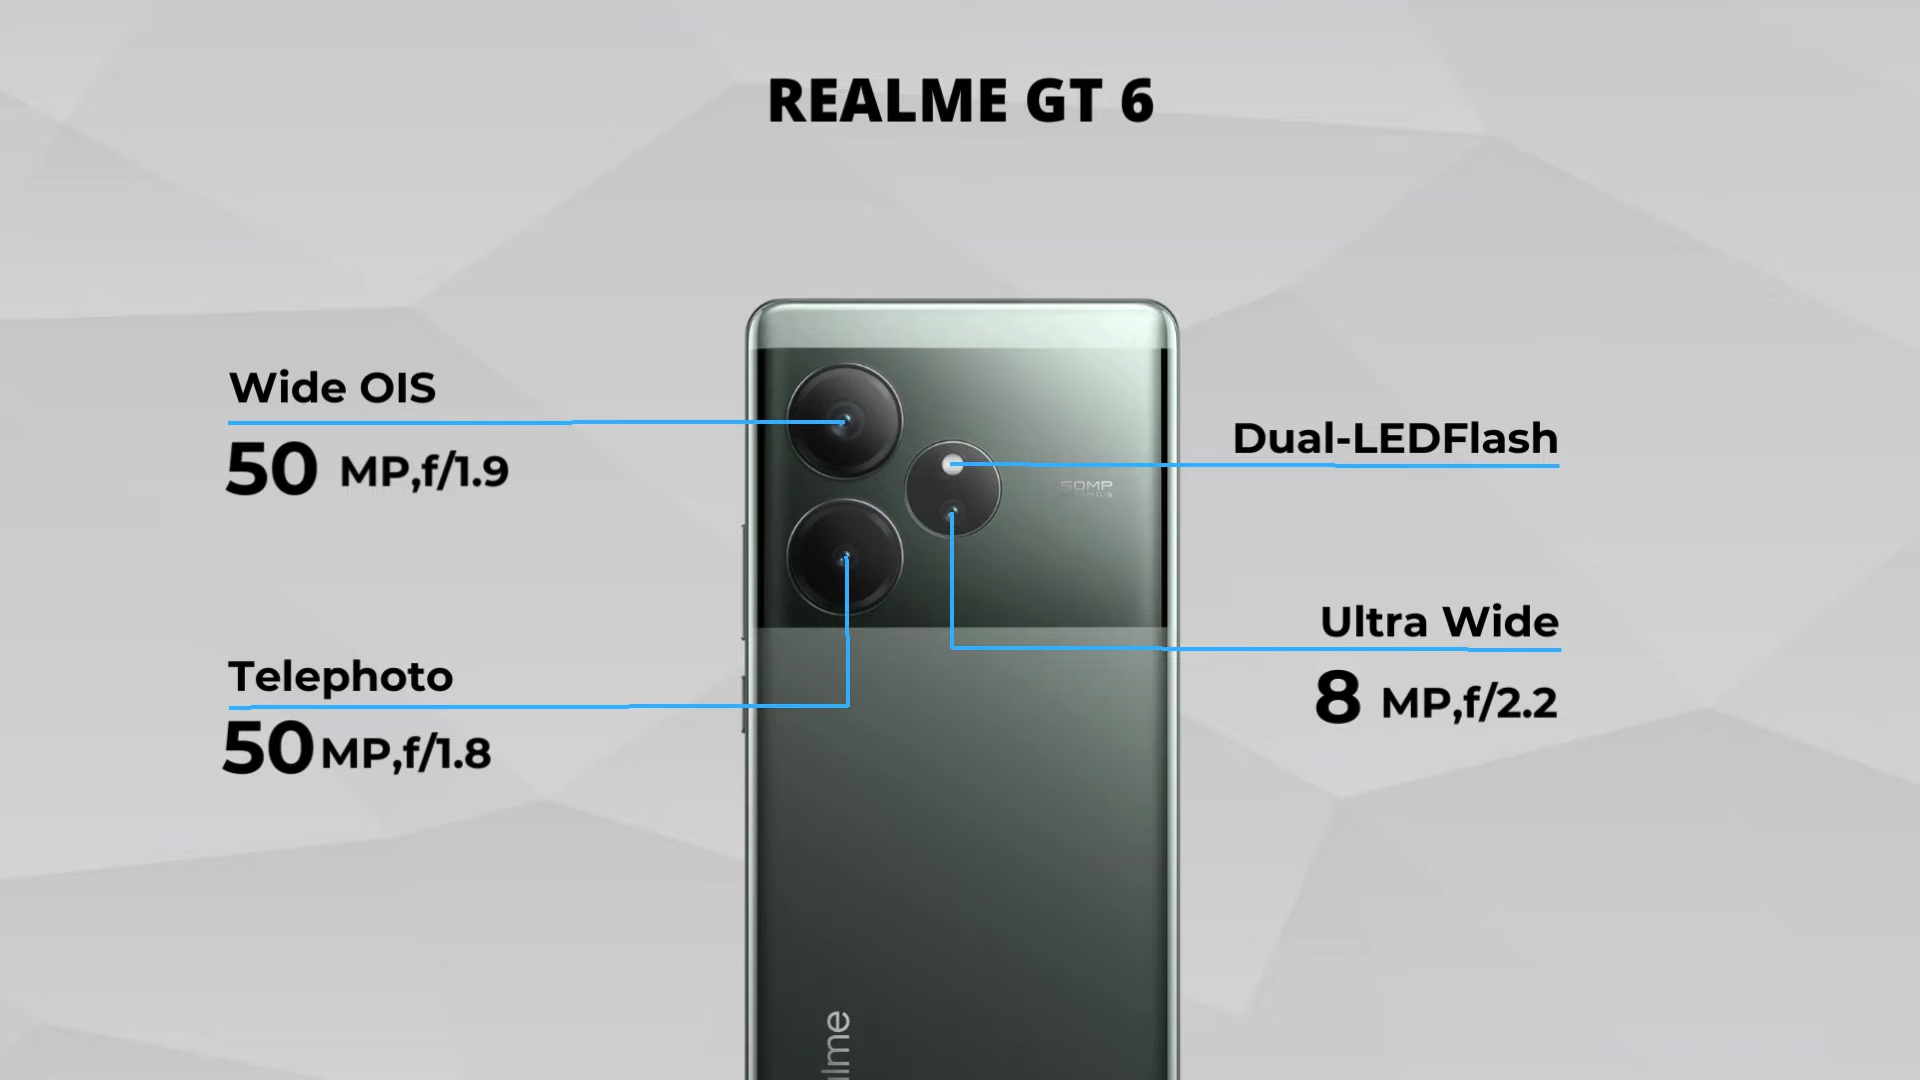 REALME GT 6
Wide OIS
50 MP,f/1.9
Dual-LEDFlash
50MP
Ultra Wide
8 MP,f/2.2
Telephoto
50MP,f/1.8